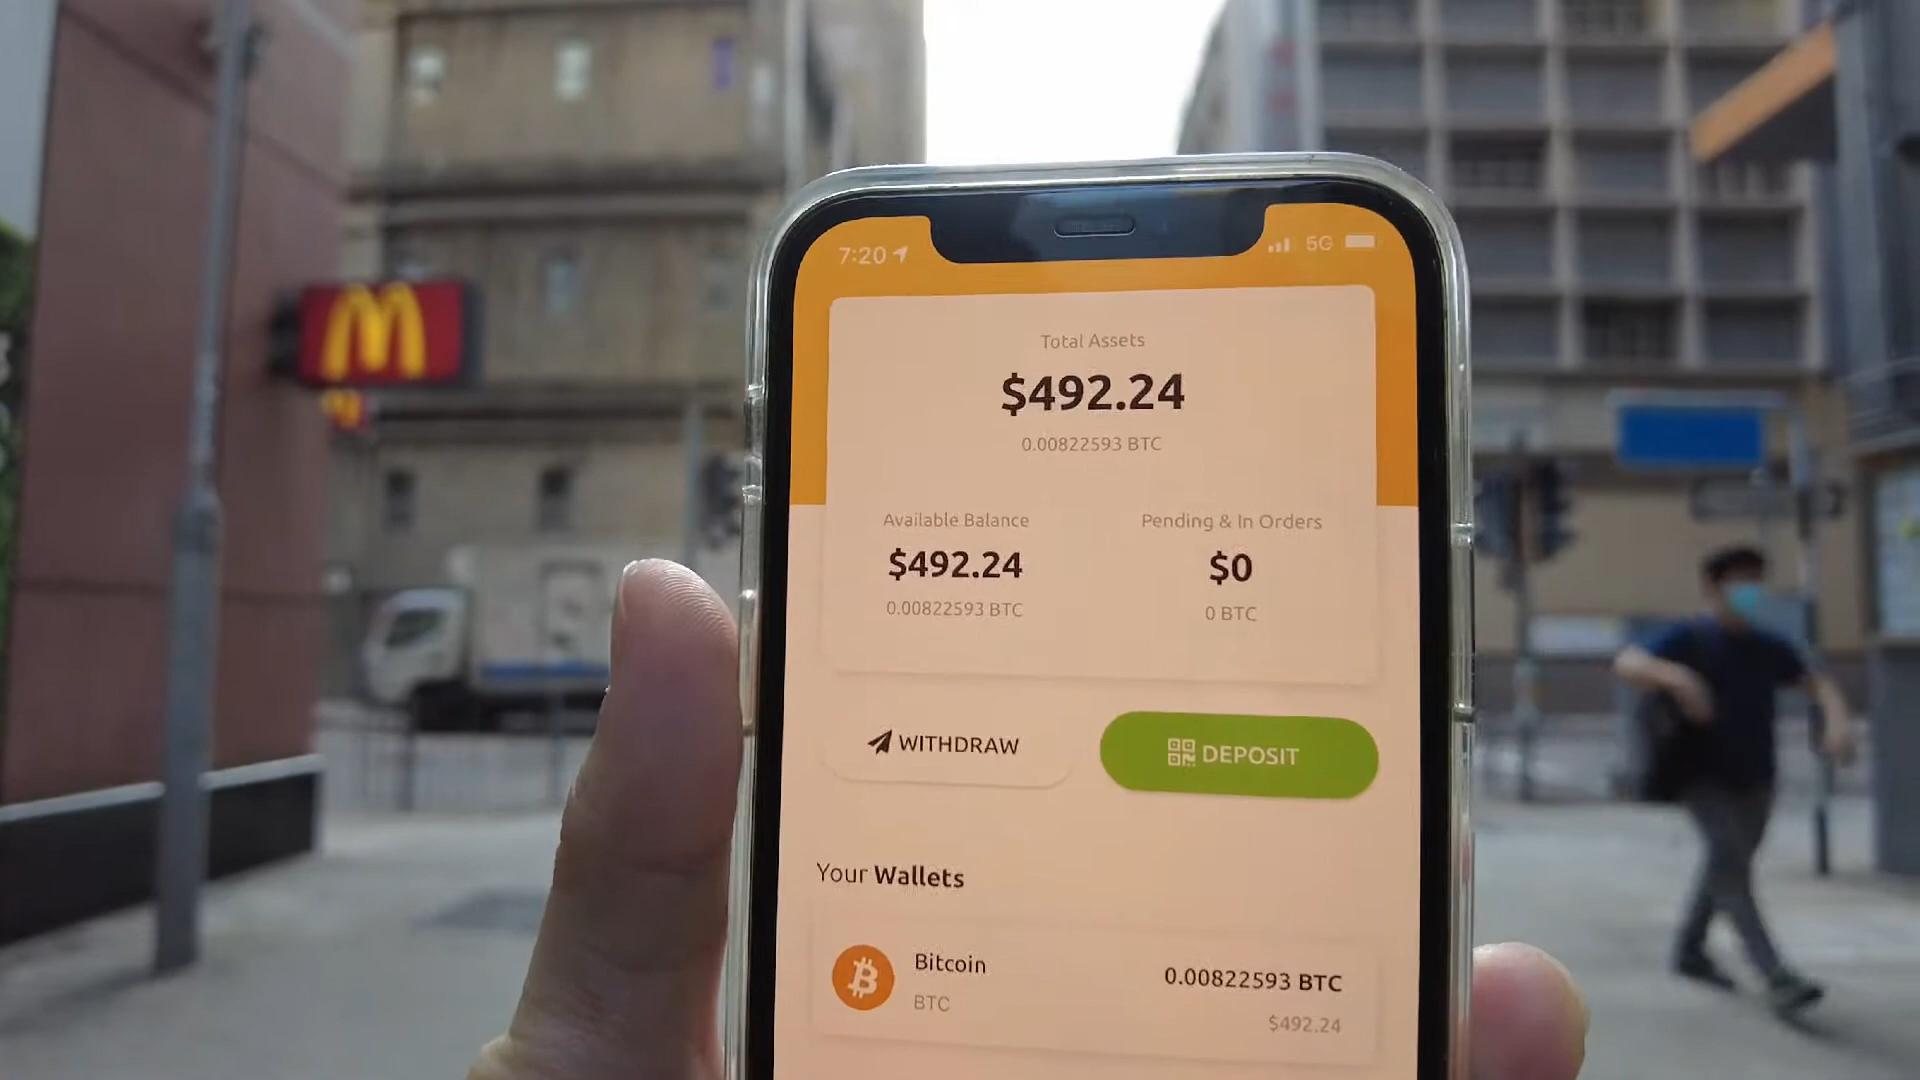 7:20
5G
Total Assets
$492.24
0.00822593 BTC
Available Balance
Pending & In Orders
$492.24
$0
0.00822593 BTC
0 BTC
WITHDRAW
DEPOSIT
Your Wallets
Bitcoin
0.00822593 BTC
BTC
$492.24